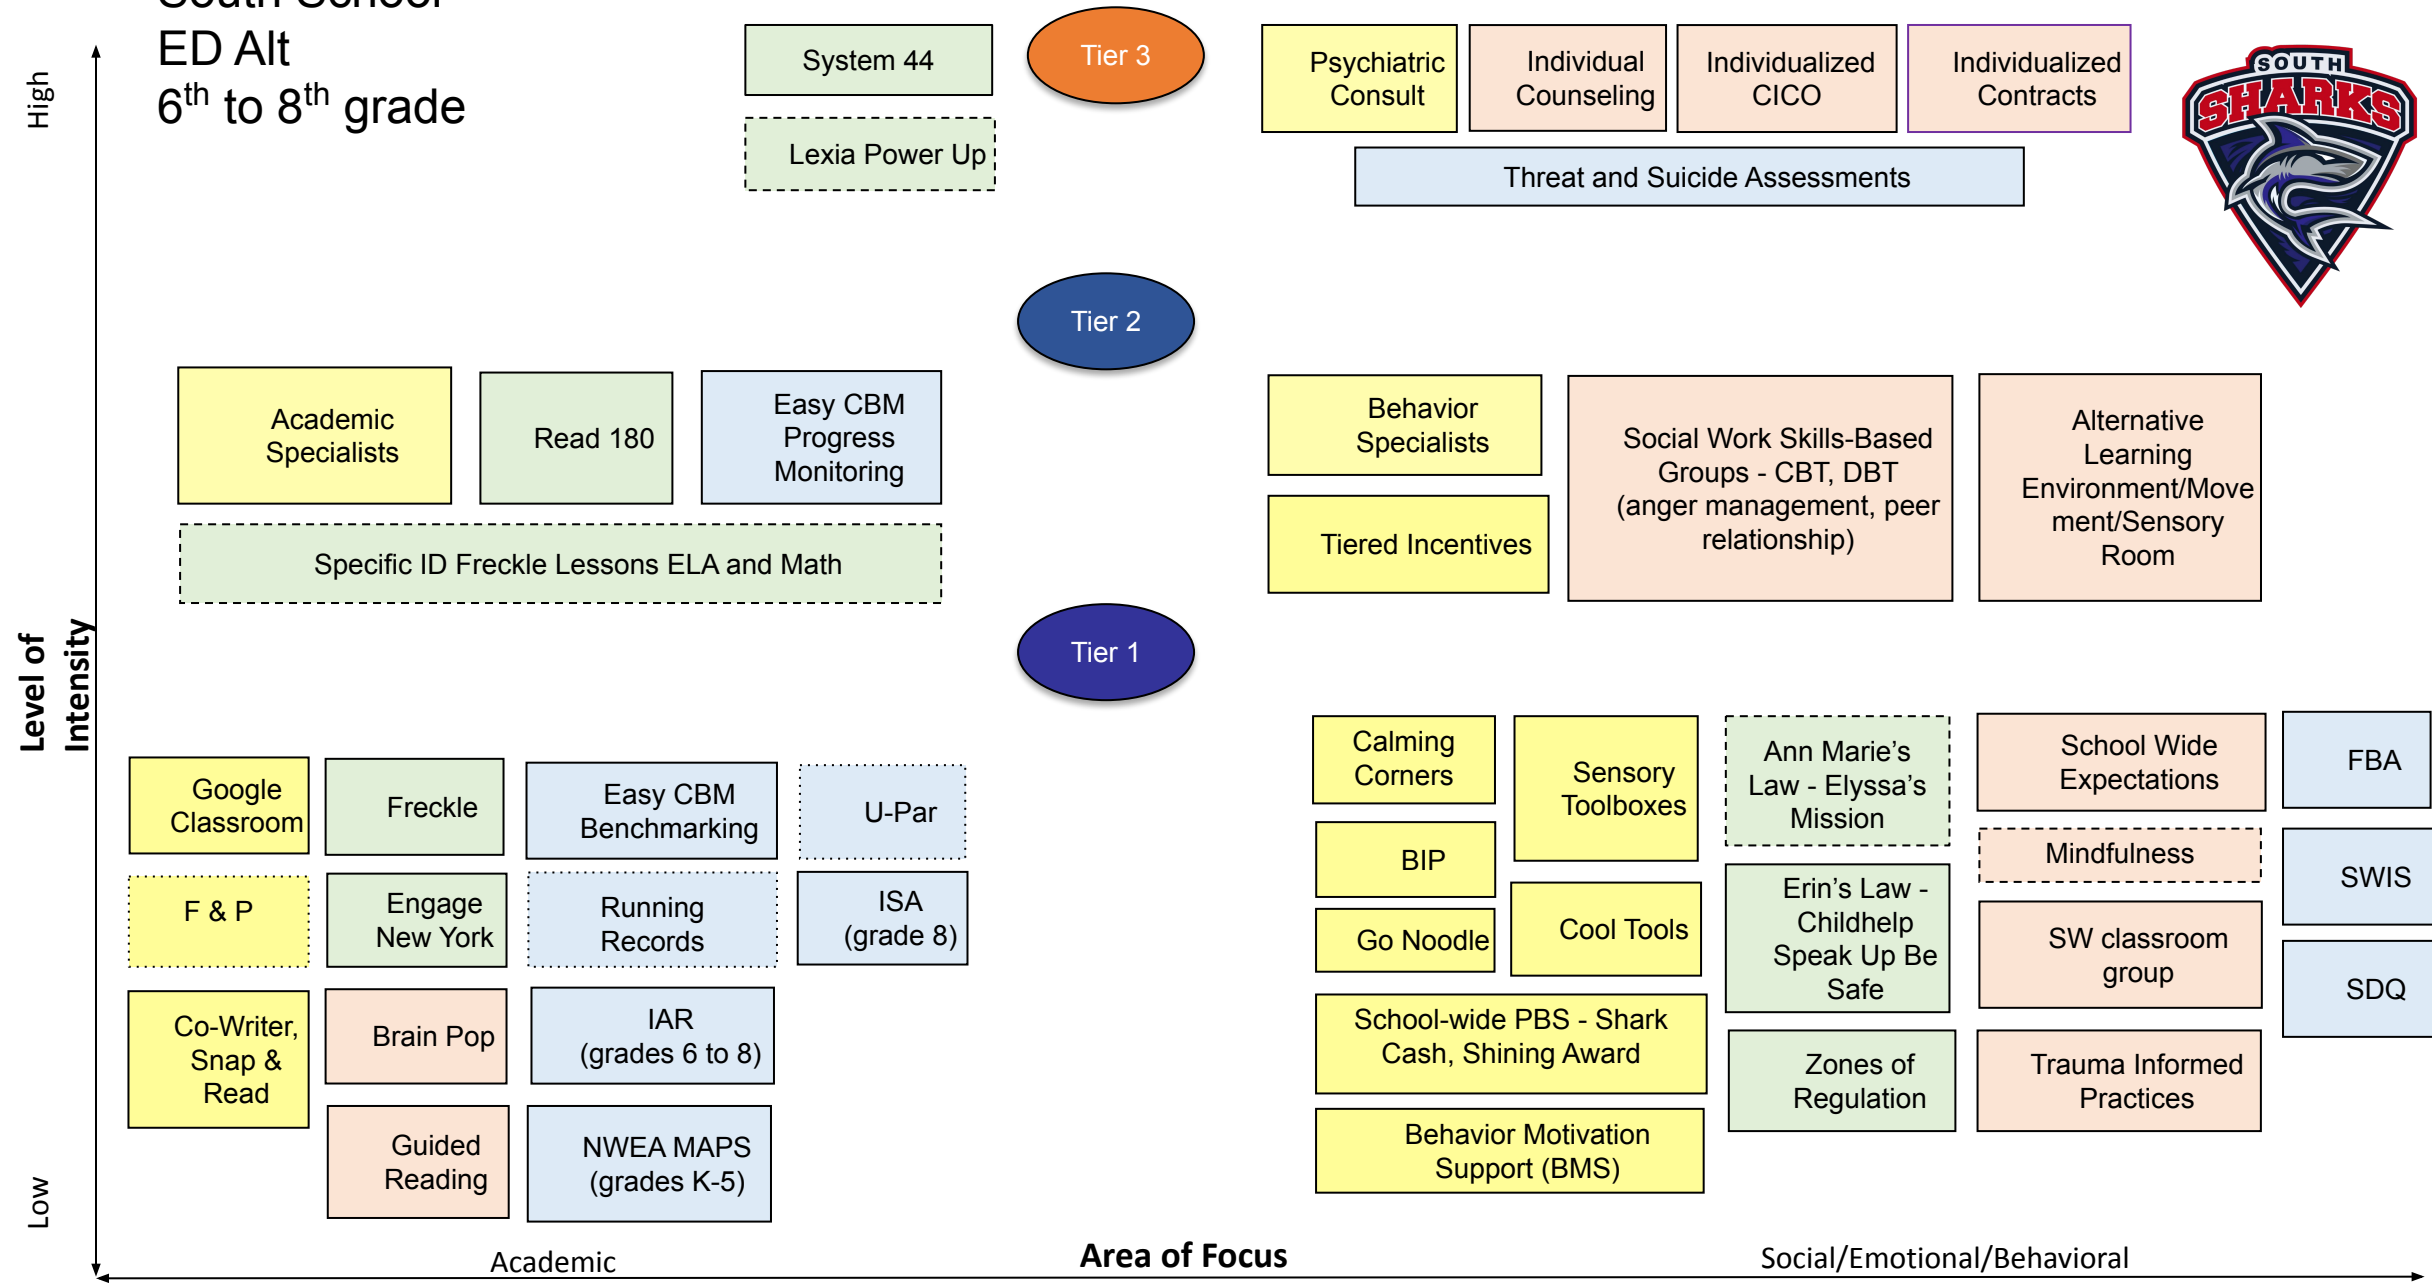 South School
ED Alt
6th to 8th grade
High
System 44
Lexia Power Up
Tier 3
Psychiatric
Consult
Individual
Counseling
Individualized
CICO
Individualized
Contracts
Threat and Suicide Assessments
SOUTH
SHARKS
Tier 2
Academic
Specialists
Read 180
Easy CBM
Progress
Monitoring
Specific ID Freckle Lessons ELA and Math
Behavior
Specialists
Tiered Incentives
Social Work Skills-Based
Groups - CBT, DBT
(anger management, peer
relationship)
Alternative
Learning
Environment/Move
ment/Sensory
Room
Level of
Intensity
Tier 1
Google
Classroom
Freckle
Easy CBM
Benchmarking
U-Par
F & P
Engage
New York
Running
Records
ISA
(grade 8)
Co-Writer,
Snap &
Read
Brain Pop
IAR
(grades 6 to 8)
Guided
Reading
NWEA MAPS
(grades K-5)
Calming
Corners
Sensory
Toolboxes
BIP
Go Noodle
Cool Tools
School-wide PBS - Shark
Cash, Shining Award
Behavior Motivation
Support (BMS)
Ann Marie’s
Law - Elyssa’s
Mission
Erin’s Law -
Childhelp
Speak Up Be
Safe
Zones of
Regulation
School Wide
Expectations
Mindfulness
SW classroom
group
Trauma Informed
Practices
FBA
SWIS
SDQ
Low
Academic
Area of Focus
Social/Emotional/Behavioral